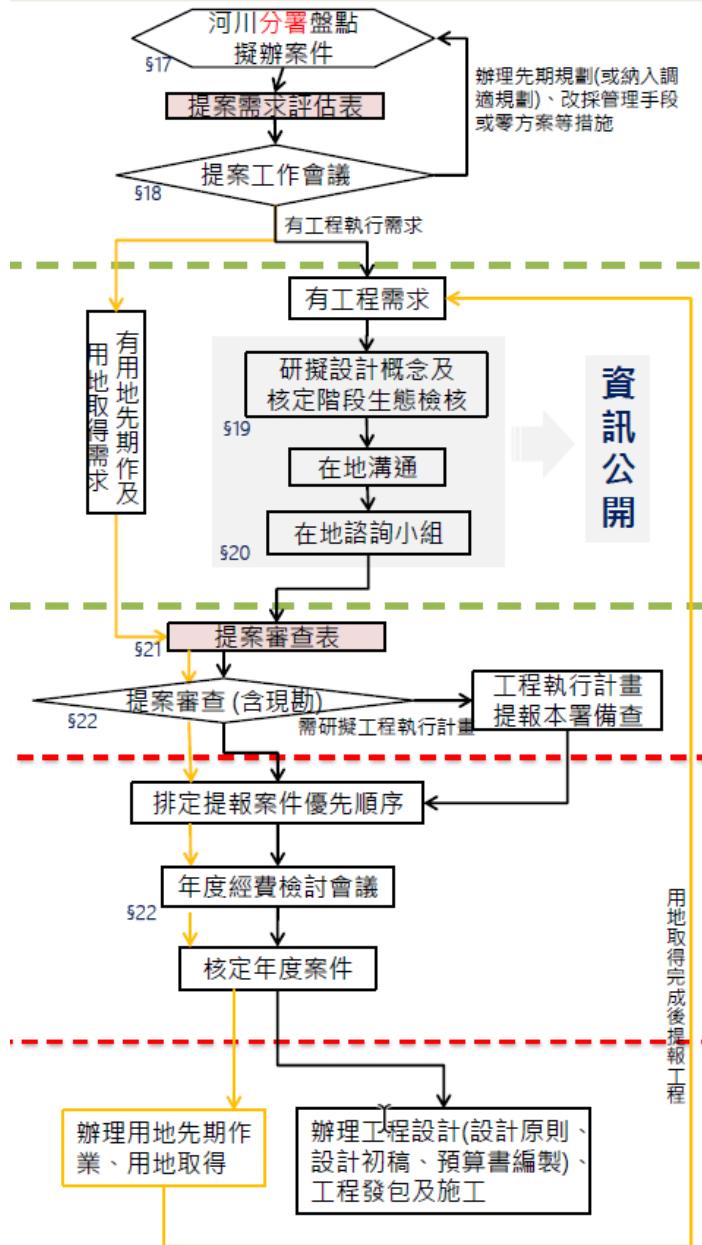 河川分署盤點
擬辦案件
§17
提案需求評估表
辦理先期規劃(或納入調
適規劃)、改採管理手段
或零方案等措施
提案工作會議
§18
有工程執行需求
有工程需求
有用地先期作及
用地取得需求
研擬設計概念及
核定階段生態檢核
§19
在地溝通
在地諮詢小組
§20
資訊公開
提案審查表
§21
提案審查(含現勘)
§22
需研擬工程執行計畫
工程執行計畫
提報本署備查
排定提報案件優先順序
年度經費檢討會議
§22
核定年度案件
用地取得完成後提報工程
辦理用地先期作
業、用地取得
辦理工程設計(設計原則、
設計初稿、預算書編製)、
工程發包及施工